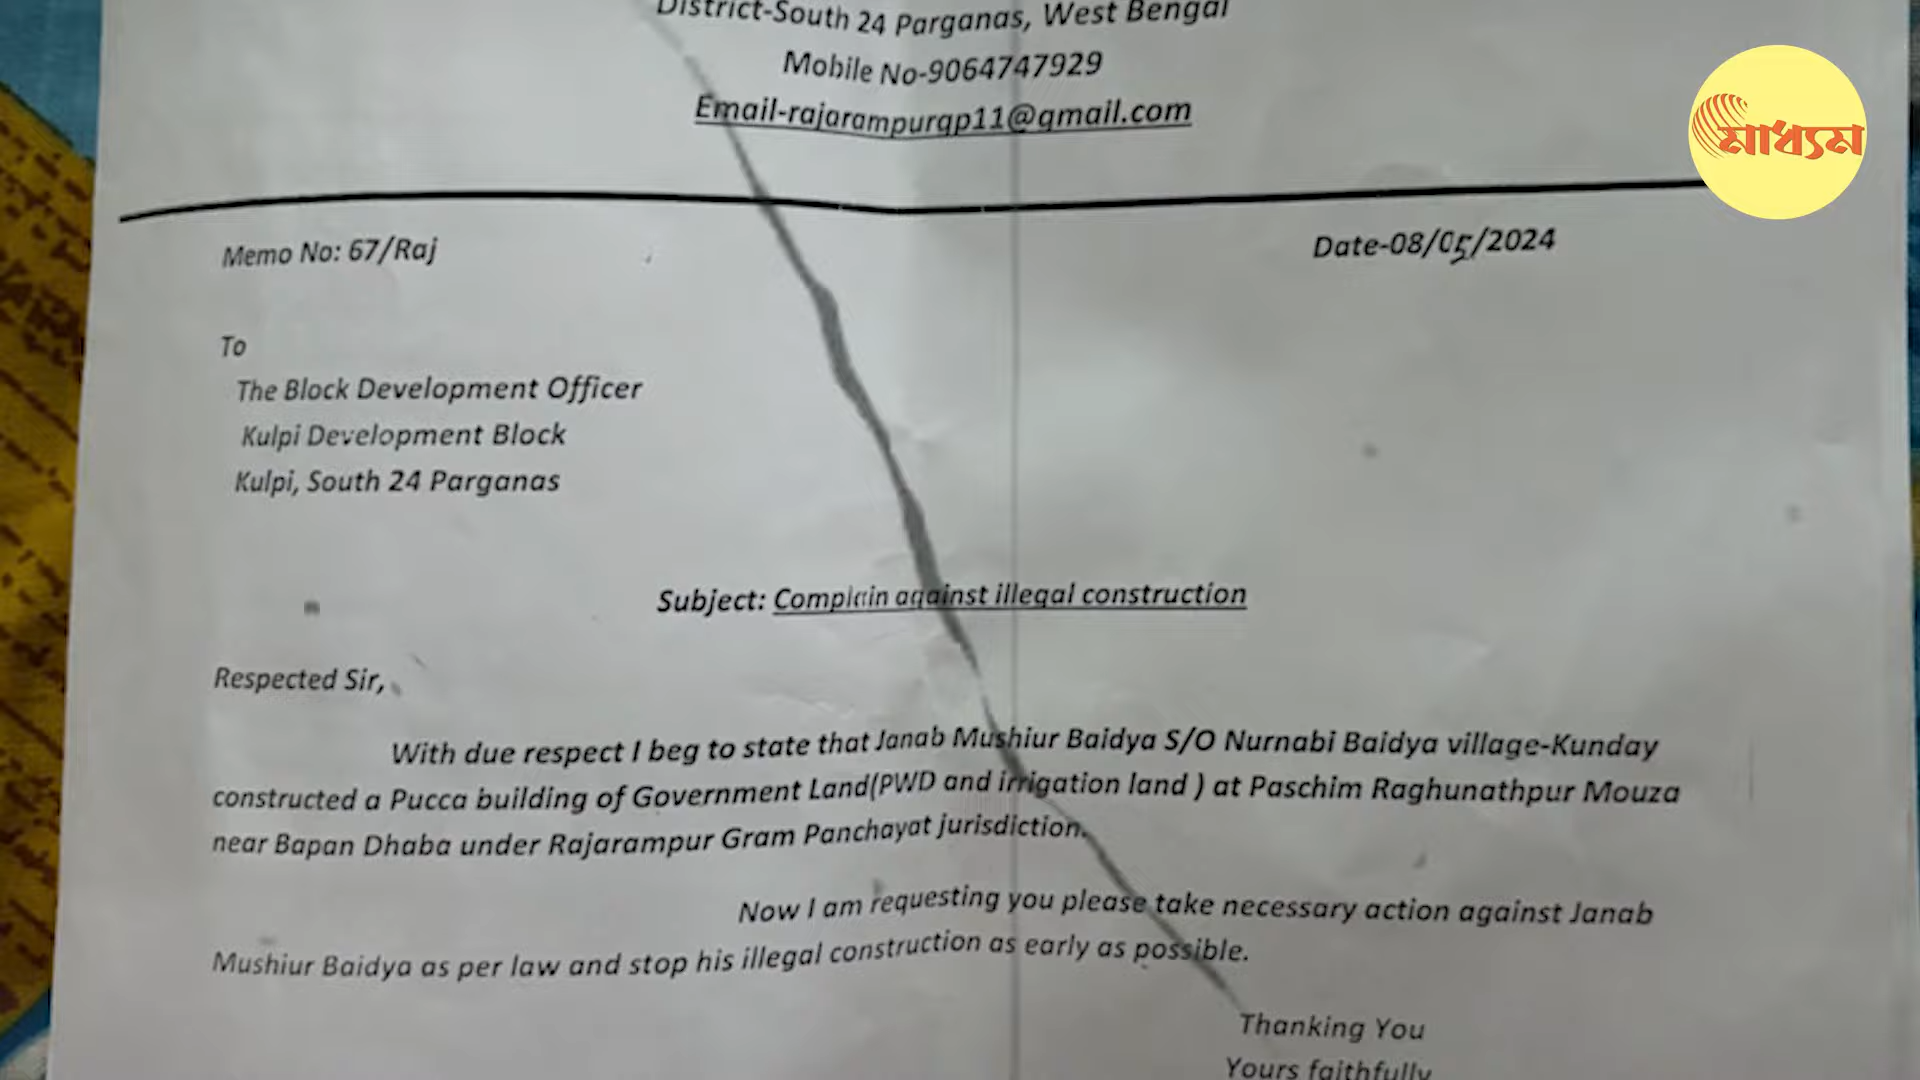 District-South 24 Parganas, West Bengal
Mobile No-9064747929
Email-rajarampurgp11@gmail.com
মাধ্যম
Memo No: 67/Raj
Date-08/05/2024
To
The Block Development Officer
Kulpi Development Block
Kulpi, South 24 Parganas
Subject: Complain against illegal construction
Respected Sir,
With due respect I beg to state that Janab Mushiur Baidya S/O Nurnabi Baidya village-Kunday
constructed a Pucca building of Government Land(PWD and irrigation land ) at Paschim Raghunathpur Mouza
near Bapan Dhaba under Rajarampur Gram Panchayat jurisdiction.
Now I am requesting you please take necessary action against Janab
Mushiur Baidya as per law and stop his illegal construction as early as possible.
Thanking You
Yours faithfully